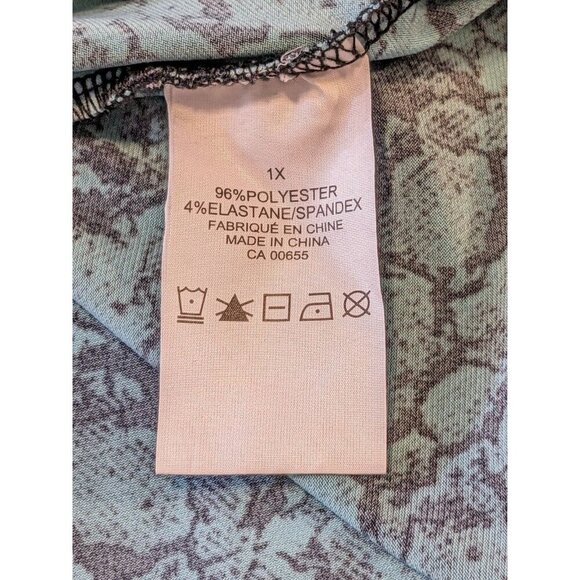 1X
96%POLYESTER
4%ELASTANE/SPANDEX
FABRIQUÉ EN CHINE
MADE IN CHINA
CA 00655